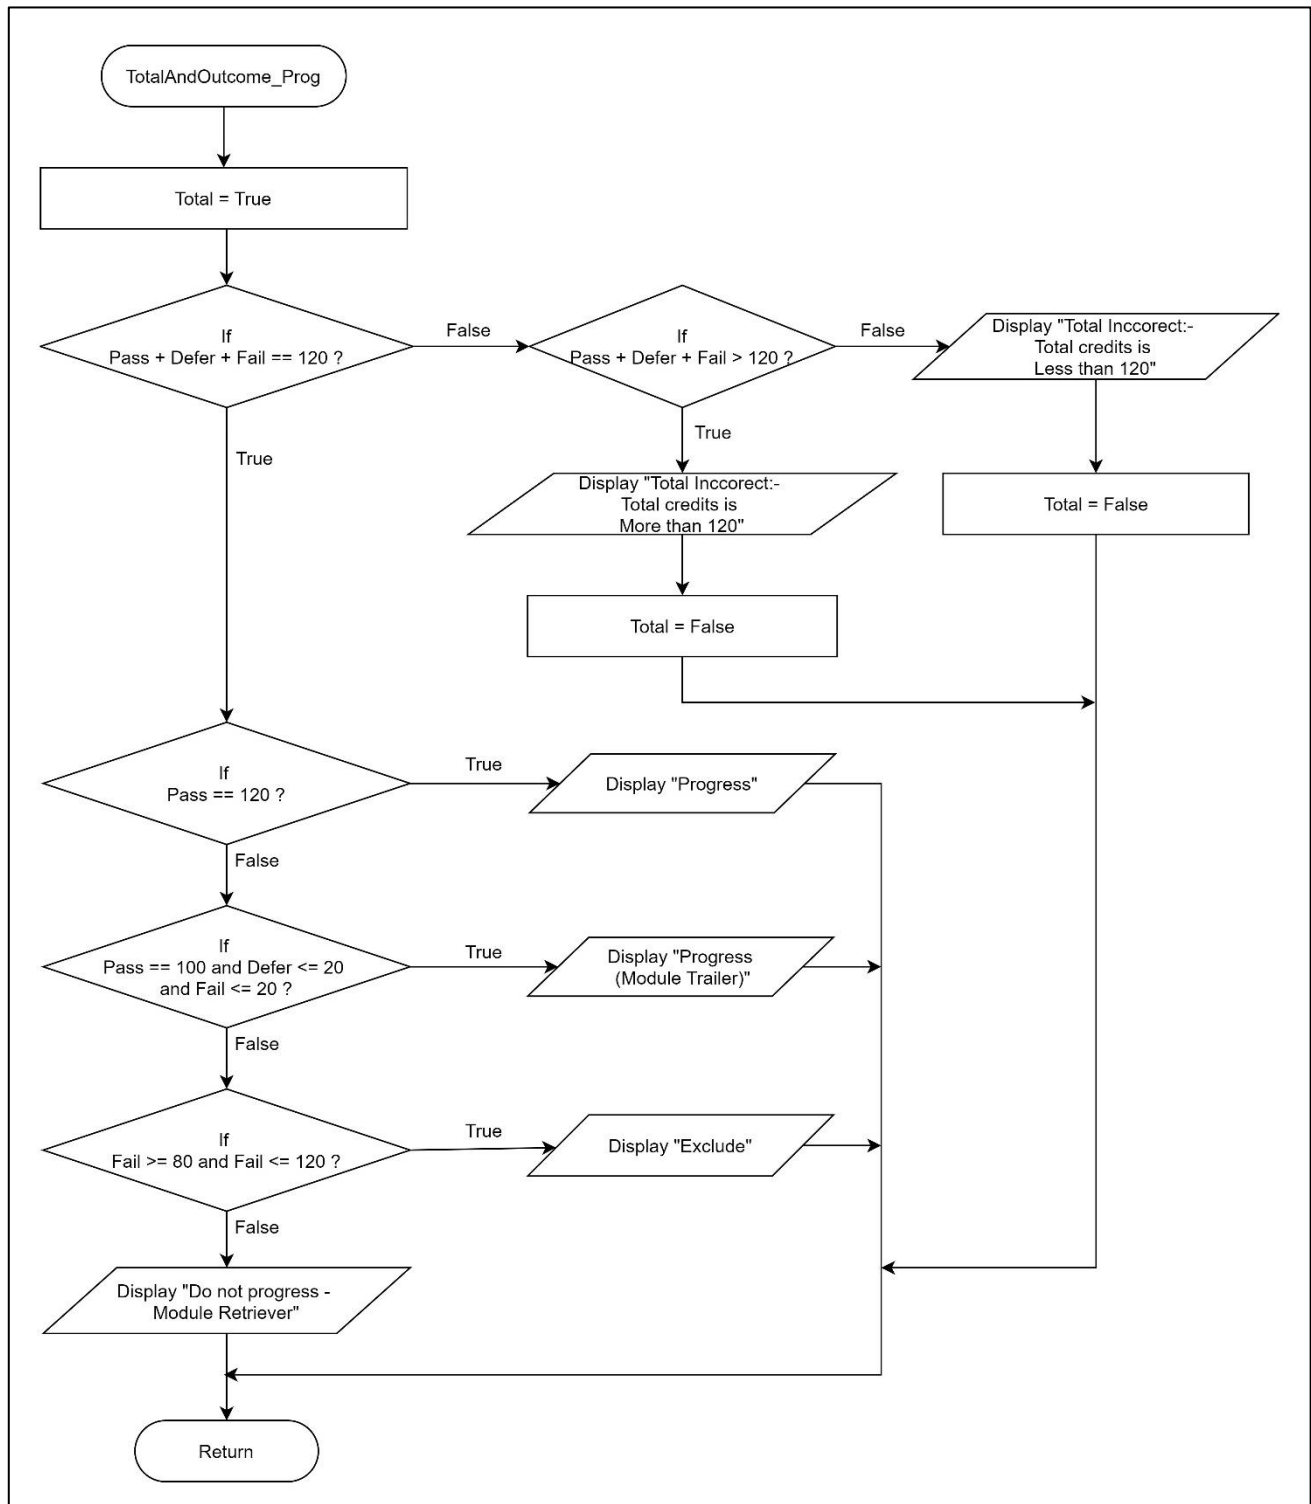 TotalAndOutcome_Prog
Total = True
If
Pass + Defer + Fail == 120 ?
False
If
Pass + Defer + Fail > 120 ?
False
Display "Total Inccorect:-
Total credits is
Less than 120"
True
True
Display "Total Inccorect:-
Total credits is
More than 120"
Total = False
Total = False
If
Pass == 120 ?
True
Display "Progress"
False
If
Pass == 100 and Defer <= 20
and Fail <= 20 ?
True
Display "Progress
(Module Trailer)"
False
If
Fail >= 80 and Fail <= 120 ?
True
Display "Exclude"
False
Display "Do not progress -
Module Retriever"
Return